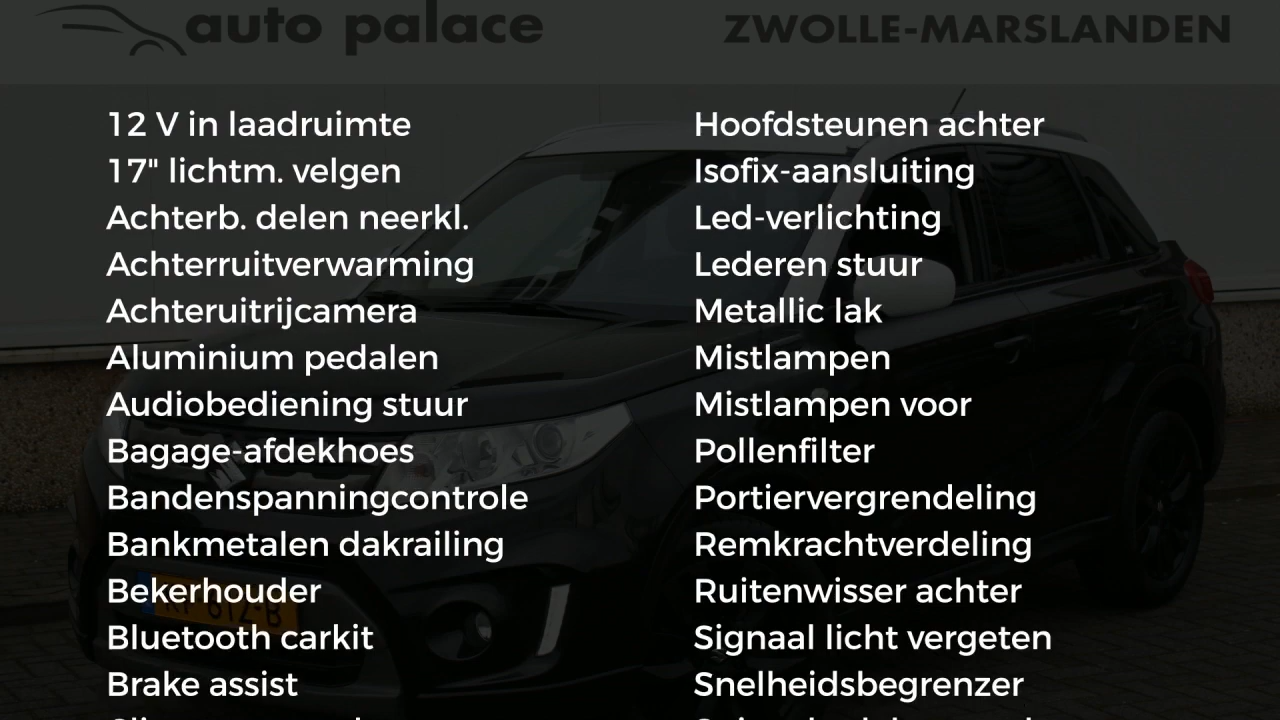 auto palace
ZWOLLE-MARSLANDEN
12 V in laadruimte
17" lichtm. velgen
Achterb. delen neerkl.
Achterruitverwarming
Achteruitrijcamera
Aluminium pedalen
Audiobediening stuur
Bagage-afdekhoes
Bandenspanningcontrole
Bankmetalen dakrailing
Bekerhouder
Bluetooth carkit
Brake assist
Hoofdsteunen achter
Isofix-aansluiting
Led-verlichting
Lederen stuur
Metallic lak
Mistlampen
Mistlampen voor
Pollenfilter
Portiervergrendeling
Remkrachtverdeling
Ruitenwisser achter
Signaal licht vergeten
Snelheidsbegrenzer